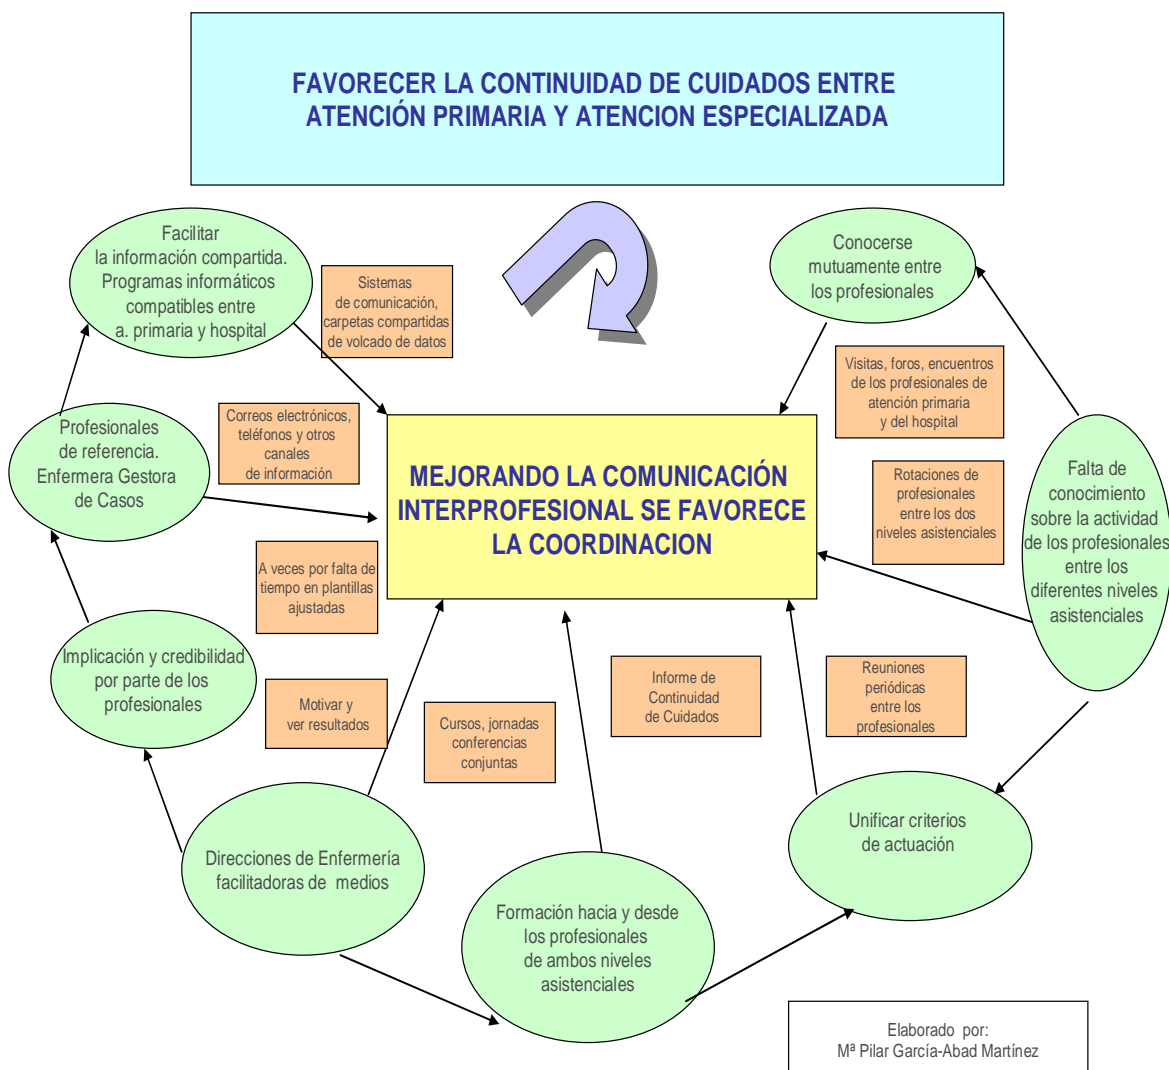 FAVORECER LA CONTINUIDAD DE CUIDADOS ENTRE
ATENCIÓN PRIMARIA Y ATENCION ESPECIALIZADA
Facilitar
la información compartida.
Programas informáticos
compatibles entre
a. primaria y hospital
Sistemas
de comunicación,
carpetas compartidas
de volcado de datos
Conocerse
mutuamente entre
los profesionales
Visitas, foros, encuentros
de los profesionales de
atención primaria
y del hospital
Profesionales
de referencia.
Enfermera Gestora
de Casos
Correos electrónicos,
teléfonos y otros
canales
de información
MEJORANDO LA COMUNICACIÓN
INTERPROFESIONAL SE FAVORECE
LA COORDINACION
Rotaciones de
profesionales
entre los dos
niveles asistenciales
Falta de
conocimiento
sobre la actividad
de los profesionales
entre los
diferentes niveles
asistenciales
A veces por falta de
tiempo en plantillas
ajustadas
Implicación y credibilidad
por parte de los
profesionales
Motivar y
ver resultados
Cursos, jornadas
conferencias
conjuntas
Informe de
Continuidad
de Cuidados
Reuniones
periódicas
entre los
profesionales
Direcciones de Enfermería
facilitadoras de medios
Formación hacia y desde
los profesionales
de ambos niveles
asistenciales
Unificar criterios
de actuación
Elaborado por:
Mª Pilar García-Abad Martínez